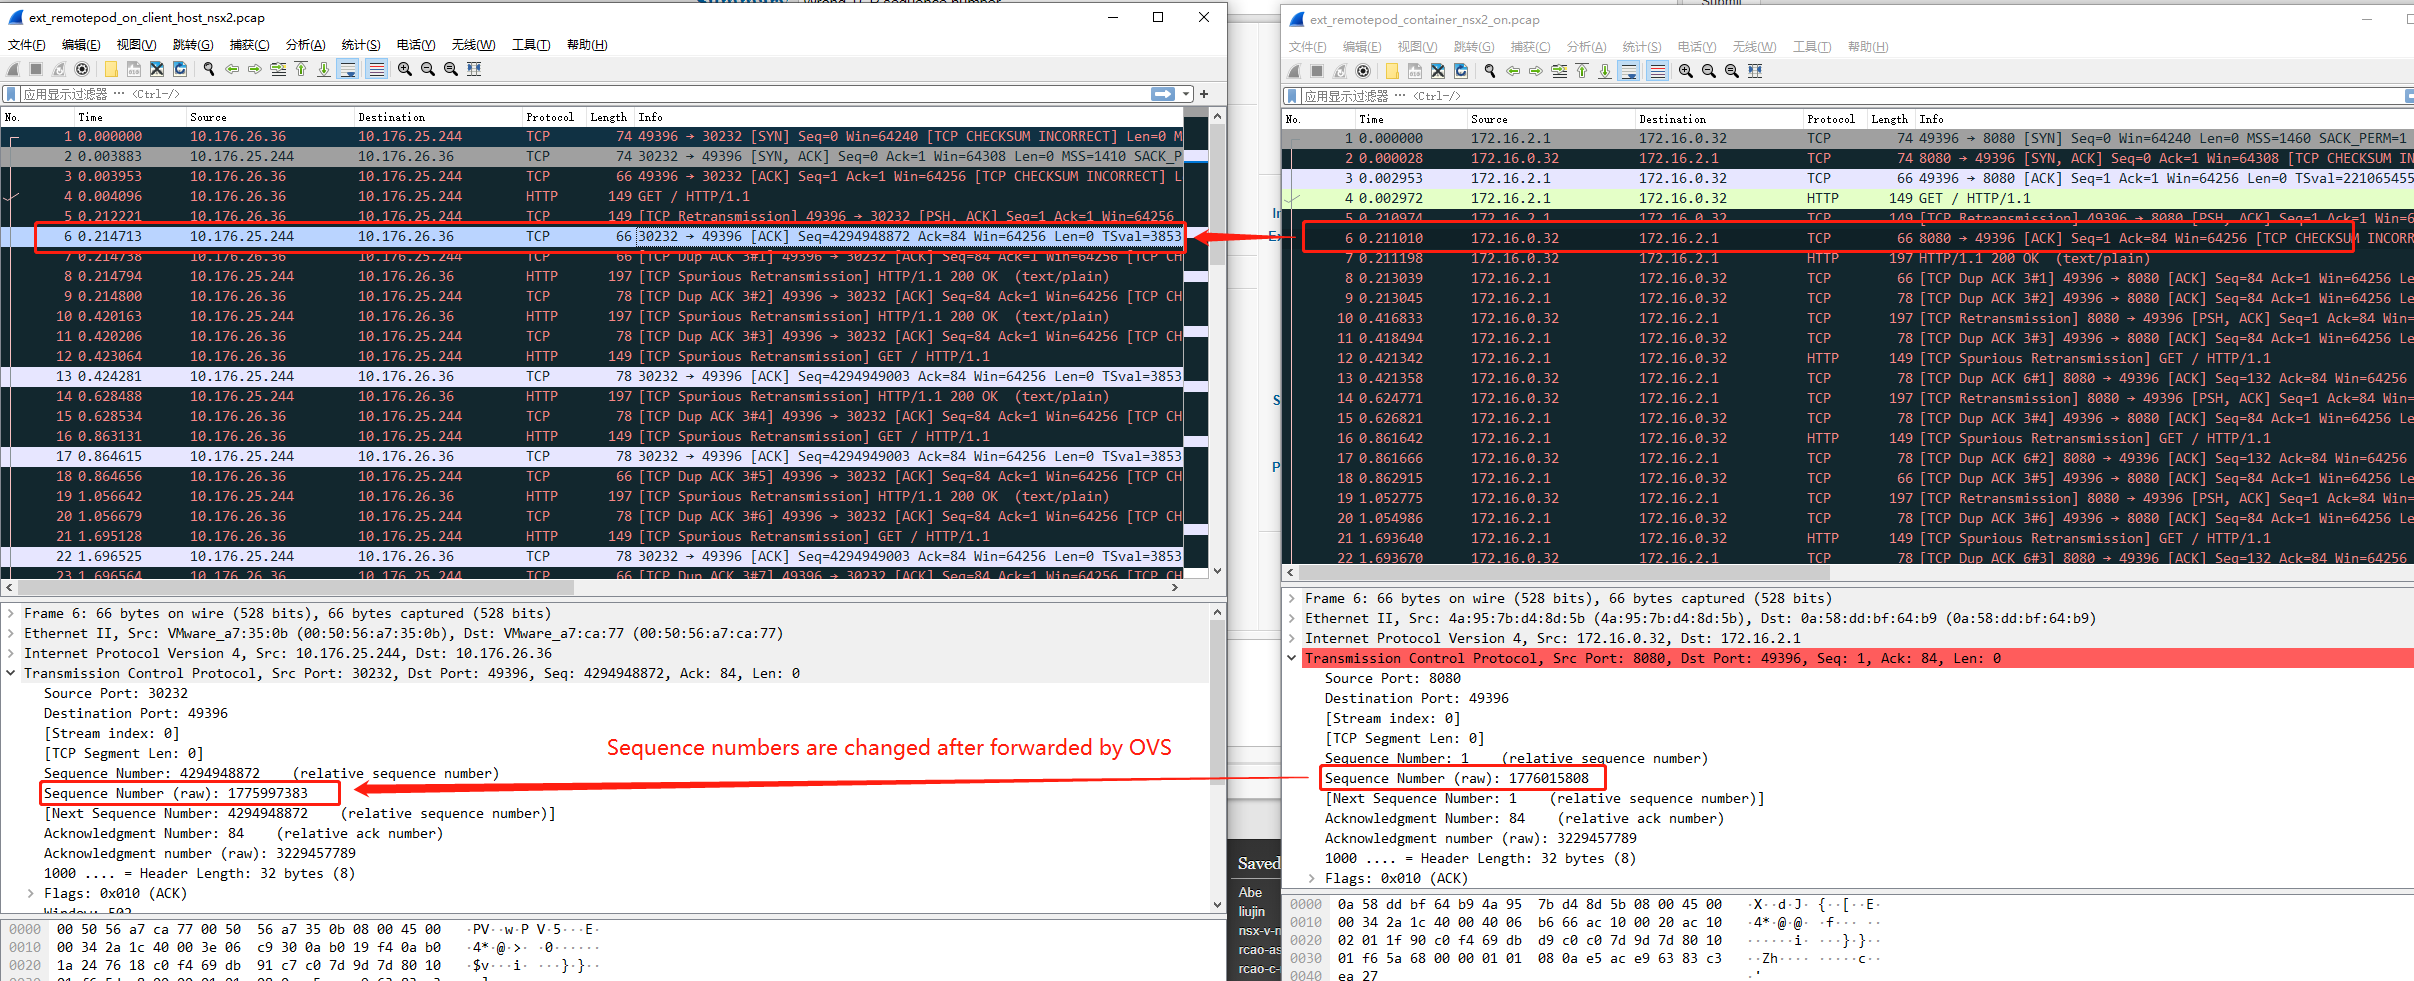 ext_remotepod_on_client_host_nsx2.pcap
文件(F) 编辑(E) 视图(V) 跳转(G) 捕获(C) 分析(A) 统计(S) 电话(Y) 无线(W) 工具(T) 帮助(H)
应用显示过滤器 … <Ctrl-/>
No. Time Source Destination Protocol Length Info
1 0.000000 10.176.26.36 10.176.25.244 TCP 74 49396 → 30232 [SYN] Seq=0 Win=64240 [TCP CHECKSUM INCORRECT] Len=0 M
2 0.003883 10.176.25.244 10.176.26.36 TCP 74 30232 → 49396 [SYN, ACK] Seq=0 Ack=1 Win=64308 Len=0 MSS=1410 SACK_P
3 0.003953 10.176.26.36 10.176.25.244 TCP 66 49396 → 30232 [ACK] Seq=1 Ack=1 Win=64256 [TCP CHECKSUM INCORRECT] L
4 0.004096 10.176.26.36 10.176.25.244 HTTP 149 GET / HTTP/1.1
5 0.212221 10.176.26.36 10.176.25.244 TCP 149 [TCP Retransmission] 49396 → 30232 [PSH, ACK] Seq=1 Ack=1 Win=64256
6 0.214713 10.176.25.244 10.176.26.36 TCP 66 30232 → 49396 [ACK] Seq=4294948872 Ack=84 Win=64256 Len=0 TSval=3853
7 0.214738 10.176.26.36 10.176.25.244 TCP 66 [TCP Dup ACK 3#1] 49396 → 30232 [ACK] Seq=84 Ack=1 Win=64256 [TCP CH
8 0.214794 10.176.25.244 10.176.26.36 HTTP 197 [TCP Spurious Retransmission] HTTP/1.1 200 OK (text/plain)
9 0.214800 10.176.26.36 10.176.25.244 TCP 78 [TCP Dup ACK 3#2] 49396 → 30232 [ACK] Seq=84 Ack=1 Win=64256 [TCP CH
10 0.420163 10.176.25.244 10.176.26.36 HTTP 197 [TCP Spurious Retransmission] HTTP/1.1 200 OK (text/plain)
11 0.420206 10.176.26.36 10.176.25.244 TCP 78 [TCP Dup ACK 3#3] 49396 → 30232 [ACK] Seq=84 Ack=1 Win=64256 [TCP CH
12 0.423064 10.176.26.36 10.176.25.244 HTTP 149 [TCP Spurious Retransmission] GET / HTTP/1.1
13 0.424281 10.176.25.244 10.176.26.36 TCP 78 30232 → 49396 [ACK] Seq=4294949003 Ack=84 Win=64256 Len=0 TSval=3853
14 0.628488 10.176.25.244 10.176.26.36 HTTP 197 [TCP Spurious Retransmission] HTTP/1.1 200 OK (text/plain)
15 0.628534 10.176.26.36 10.176.25.244 TCP 78 [TCP Dup ACK 3#4] 49396 → 30232 [ACK] Seq=84 Ack=1 Win=64256 [TCP CH
16 0.863131 10.176.26.36 10.176.25.244 HTTP 149 [TCP Spurious Retransmission] GET / HTTP/1.1
17 0.864615 10.176.25.244 10.176.26.36 TCP 78 30232 → 49396 [ACK] Seq=4294949003 Ack=84 Win=64256 Len=0 TSval=3853
18 0.864656 10.176.26.36 10.176.25.244 TCP 66 [TCP Dup ACK 3#5] 49396 → 30232 [ACK] Seq=84 Ack=1 Win=64256 [TCP CH
19 1.056642 10.176.25.244 10.176.26.36 HTTP 197 [TCP Spurious Retransmission] HTTP/1.1 200 OK (text/plain)
20 1.056679 10.176.26.36 10.176.25.244 TCP 78 [TCP Dup ACK 3#6] 49396 → 30232 [ACK] Seq=84 Ack=1 Win=64256 [TCP CH
21 1.695128 10.176.26.36 10.176.25.244 HTTP 149 [TCP Spurious Retransmission] GET / HTTP/1.1
22 1.696525 10.176.25.244 10.176.26.36 TCP 78 30232 → 49396 [ACK] Seq=4294949003 Ack=84 Win=64256 Len=0 TSval=3853
23 1.696564 10.176.26.36 10.176.25.244 TCP 66 [TCP Dup ACK 3#7] 49396 → 30232 [ACK] Seq=84 Ack=1 Win=64256 [TCP CH
Frame 6: 66 bytes on wire (528 bits), 66 bytes captured (528 bits)
Ethernet II, Src: VMware_a7:35:0b (00:50:56:a7:35:0b), Dst: VMware_a7:ca:77 (00:50:56:a7:ca:77)
Internet Protocol Version 4, Src: 10.176.25.244, Dst: 10.176.26.36
Transmission Control Protocol, Src Port: 30232, Dst Port: 49396, Seq: 4294948872, Ack: 84, Len: 0
Source Port: 30232
Destination Port: 49396
[Stream index: 0]
[TCP Segment Len: 0]
Sequence Number: 4294948872 (relative sequence number)
Sequence Number (raw): 1775997383
[Next Sequence Number: 4294948872 (relative sequence number)]
Acknowledgment Number: 84 (relative ack number)
Acknowledgment number (raw): 3229457789
1000 .... = Header Length: 32 bytes (8)
Flags: 0x010 (ACK)
Window: 502
0000 00 50 56 a7 ca 77 00 50 56 a7 35 0b 08 00 45 00 ·PV··w·P V·5···E·
0010 00 34 2a 1c 40 00 3e 06 c9 30 0a b0 19 f4 0a b0 ·4*·@·>· ·0······
0020 1a 24 76 18 c0 f4 69 db 91 c7 c0 7d 9d 7d 80 10 ·$v···i· ···}·}··
Sequence numbers are changed after forwarded by OVS
Saved
Abe
liujin
nsx-v-n
rcao-as
rcao-c-
ext_remotepod_container_nsx2_on.pcap
文件(F) 编辑(E) 视图(V) 跳转(G) 捕获(C) 分析(A) 统计(S) 电话(Y) 无线(W) 工具(T) 帮助(H)
应用显示过滤器 … <Ctrl-/>
No. Time Source Destination Protocol Length Info
1 0.000000 172.16.2.1 172.16.0.32 TCP 74 49396 → 8080 [SYN] Seq=0 Win=64240 Len=0 MSS=1460 SACK_PERM=1
2 0.000028 172.16.0.32 172.16.2.1 TCP 74 8080 → 49396 [SYN, ACK] Seq=0 Ack=1 Win=64308 [TCP CHECKSUM IN
3 0.002953 172.16.2.1 172.16.0.32 TCP 66 49396 → 8080 [ACK] Seq=1 Ack=1 Win=64256 Len=0 TSval=221065455
4 0.002972 172.16.2.1 172.16.0.32 HTTP 149 GET / HTTP/1.1
5 0.210974 172.16.2.1 172.16.0.32 TCP 149 [TCP Retransmission] 49396 → 8080 [PSH, ACK] Seq=1 Ack=1 Win=6
6 0.211010 172.16.0.32 172.16.2.1 TCP 66 8080 → 49396 [ACK] Seq=1 Ack=84 Win=64256 [TCP CHECKSUM INCORR
7 0.211198 172.16.0.32 172.16.2.1 HTTP 197 HTTP/1.1 200 OK (text/plain)
8 0.213039 172.16.2.1 172.16.0.32 TCP 66 [TCP Dup ACK 3#1] 49396 → 8080 [ACK] Seq=84 Ack=1 Win=64256 Le
9 0.213045 172.16.2.1 172.16.0.32 TCP 78 [TCP Dup ACK 3#2] 49396 → 8080 [ACK] Seq=84 Ack=1 Win=64256 Le
10 0.416833 172.16.0.32 172.16.2.1 TCP 197 [TCP Retransmission] 8080 → 49396 [PSH, ACK] Seq=1 Ack=84 Win=
11 0.418494 172.16.2.1 172.16.0.32 TCP 78 [TCP Dup ACK 3#3] 49396 → 8080 [ACK] Seq=84 Ack=1 Win=64256 Le
12 0.421342 172.16.2.1 172.16.0.32 HTTP 149 [TCP Spurious Retransmission] GET / HTTP/1.1
13 0.421358 172.16.0.32 172.16.2.1 TCP 78 [TCP Dup ACK 6#1] 8080 → 49396 [ACK] Seq=132 Ack=84 Win=64256
14 0.624771 172.16.0.32 172.16.2.1 TCP 197 [TCP Retransmission] 8080 → 49396 [PSH, ACK] Seq=1 Ack=84 Win=
15 0.626821 172.16.2.1 172.16.0.32 TCP 78 [TCP Dup ACK 3#4] 49396 → 8080 [ACK] Seq=84 Ack=1 Win=64256 Le
16 0.861642 172.16.2.1 172.16.0.32 HTTP 149 [TCP Spurious Retransmission] GET / HTTP/1.1
17 0.861666 172.16.0.32 172.16.2.1 TCP 78 [TCP Dup ACK 6#2] 8080 → 49396 [ACK] Seq=132 Ack=84 Win=64256
18 0.862915 172.16.2.1 172.16.0.32 TCP 66 [TCP Dup ACK 3#5] 49396 → 8080 [ACK] Seq=84 Ack=1 Win=64256 Le
19 1.052775 172.16.0.32 172.16.2.1 TCP 197 [TCP Retransmission] 8080 → 49396 [PSH, ACK] Seq=1 Ack=84 Win=
20 1.054986 172.16.2.1 172.16.0.32 TCP 78 [TCP Dup ACK 3#6] 49396 → 8080 [ACK] Seq=84 Ack=1 Win=64256 Le
21 1.693640 172.16.2.1 172.16.0.32 HTTP 149 [TCP Spurious Retransmission] GET / HTTP/1.1
22 1.693670 172.16.0.32 172.16.2.1 TCP 78 [TCP Dup ACK 6#3] 8080 → 49396 [ACK] Seq=132 Ack=84 Win=64256
Frame 6: 66 bytes on wire (528 bits), 66 bytes captured (528 bits)
Ethernet II, Src: 4a:95:7b:d4:8d:5b (4a:95:7b:d4:8d:5b), Dst: 0a:58:dd:bf:64:b9 (0a:58:dd:bf:64:b9)
Internet Protocol Version 4, Src: 172.16.0.32, Dst: 172.16.2.1
Transmission Control Protocol, Src Port: 8080, Dst Port: 49396, Seq: 1, Ack: 84, Len: 0
Source Port: 8080
Destination Port: 49396
[Stream index: 0]
[TCP Segment Len: 0]
Sequence Number: 1 (relative sequence number)
Sequence Number (raw): 1776015808
[Next Sequence Number: 1 (relative sequence number)]
Acknowledgment Number: 84 (relative ack number)
Acknowledgment number (raw): 3229457789
1000 .... = Header Length: 32 bytes (8)
Flags: 0x010 (ACK)
0000 0a 58 dd bf 64 b9 4a 95 7b d4 8d 5b 08 00 45 00 ·X··d·J· {··[··E·
0010 00 34 2a 1c 40 00 40 06 b6 66 ac 10 00 20 ac 10 ·4*·@·@· ·f··· ··
0020 02 01 1f 90 c0 f4 69 db d9 c0 c0 7d 9d 7d 80 10 ······i· ···}·}··
0030 01 f6 5a 68 00 00 01 01 08 0a e5 ac e9 63 83 c3 ··Zh···· ·····c··
0040 ea 27 ·'